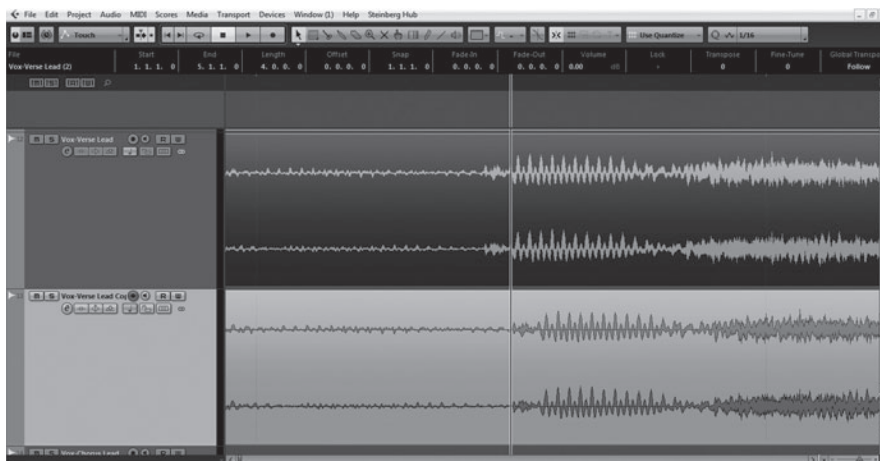 File Edit Project Audio MIDI Scores Media Transport Devices Window (1) Help Steinberg Hub
Touch Use Quantize Q 1/16
File Start End Length Offset Snap Fade-In Fade-Out Volume Lock Transpose Fine-Tune Global Transpo
Vox-Verse Lead (2) 1. 1. 1. 0 5. 1. 1. 0 4. 0. 0. 0 0. 0. 0. 0 1. 1. 1. 0 0. 0. 0. 0 0. 0. 0. 0 0.00 dB - 0 0 Follow
m S Vox-Verse Lead R W
e
m S Vox-Verse Lead Cop R W
e
m S Vox-Chorus Lead R W